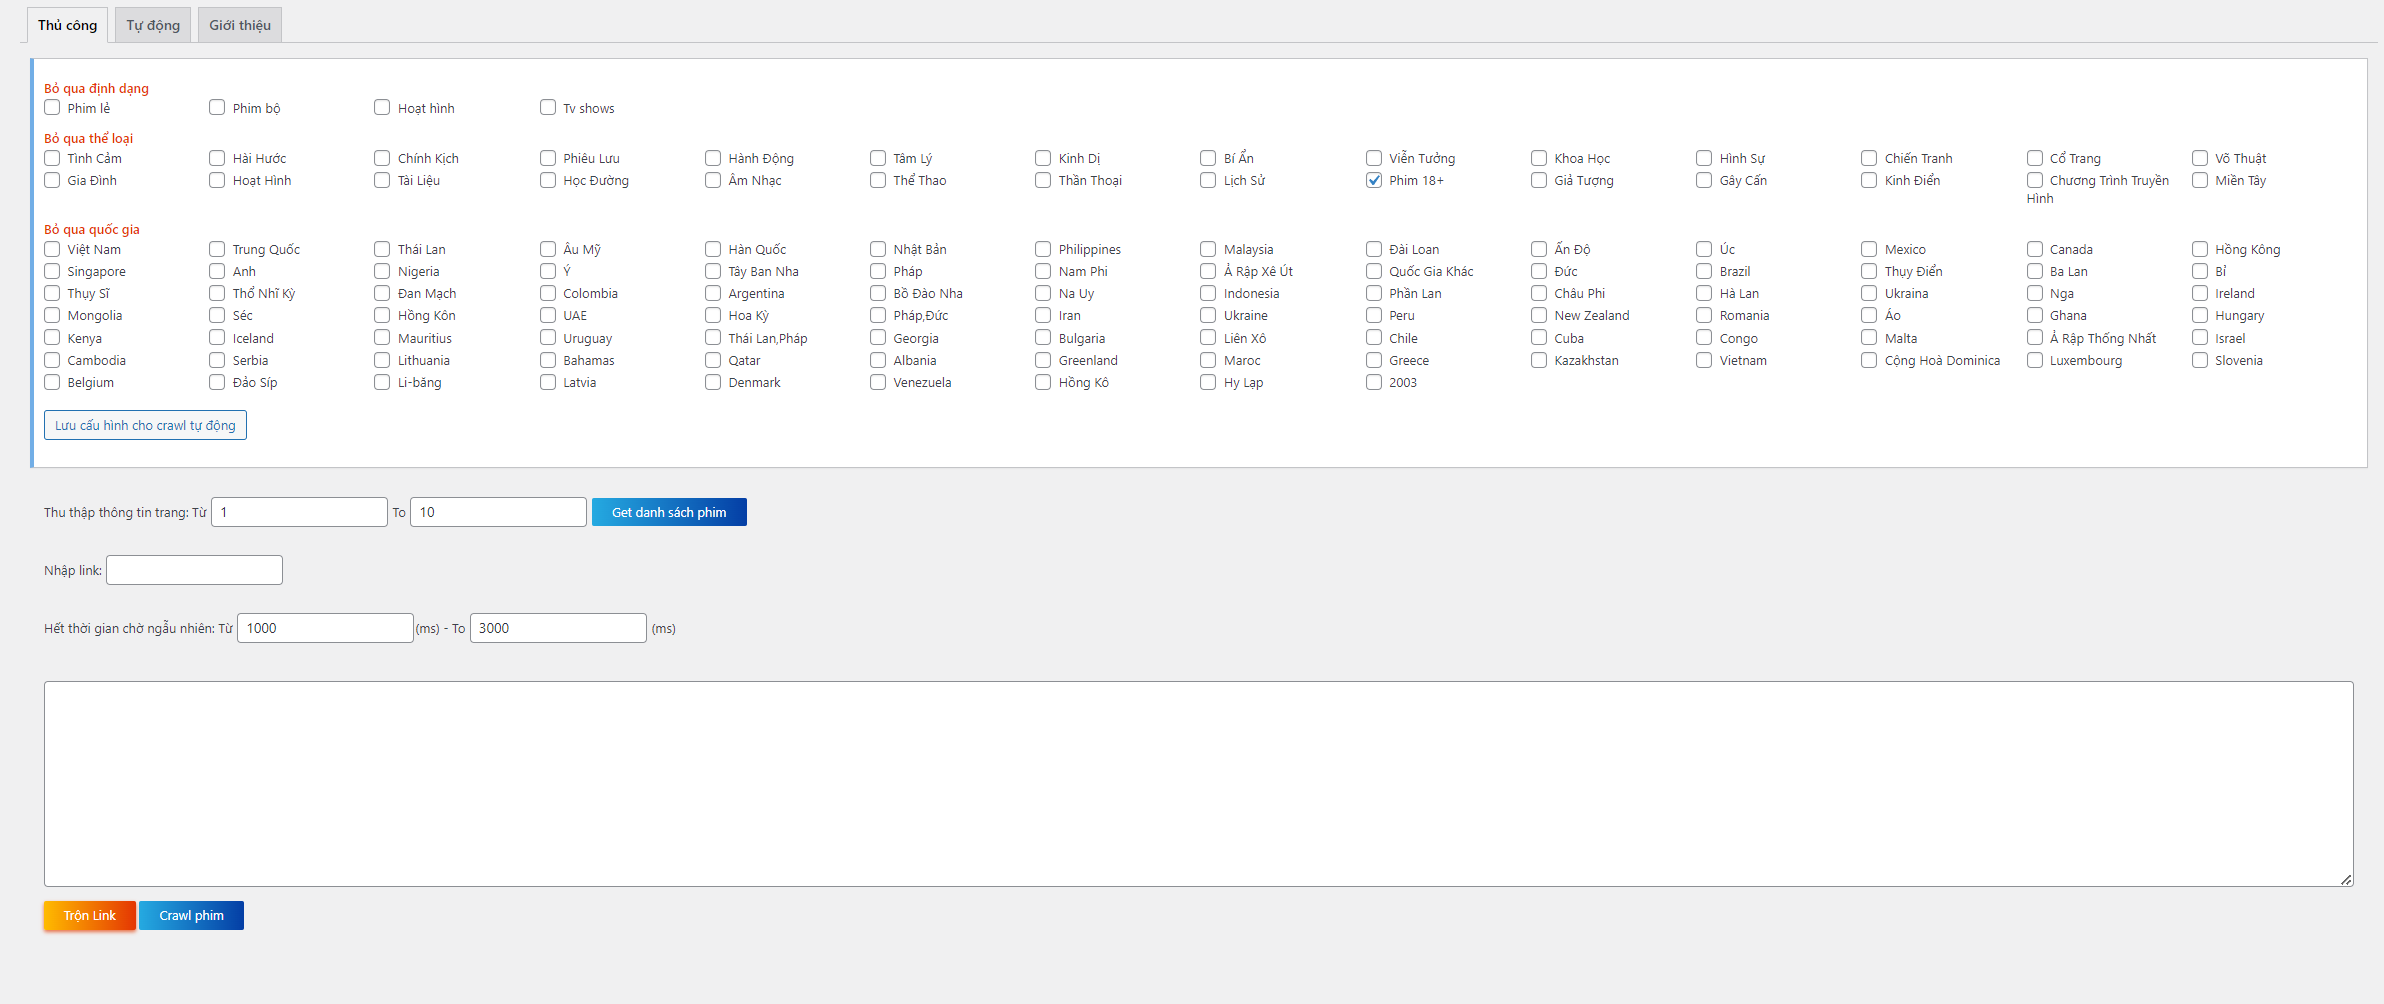 Thủ công Tự động Giới thiệu
Bỏ qua định dạng
Phim lẻ Phim bộ Hoạt hình Tv shows
Bỏ qua thể loại
Tình Cảm Hài Hước Chính Kịch Phiêu Lưu Hành Động Tâm Lý Kinh Dị Bí Ẩn Viễn Tưởng Khoa Học Hình Sự Chiến Tranh Cổ Trang Võ Thuật
Gia Đình Hoạt Hình Tài Liệu Học Đường Âm Nhạc Thể Thao Thần Thoại Lịch Sử Phim 18+ Giả Tượng Gây Cấn Kinh Điển Chương Trình Truyền Miền Tây
Hình
Bỏ qua quốc gia
Việt Nam Trung Quốc Thái Lan Âu Mỹ Hàn Quốc Nhật Bản Philippines Malaysia Đài Loan Ấn Độ Úc Mexico Canada Hồng Kông
Singapore Anh Nigeria Ý Tây Ban Nha Pháp Nam Phi Ả Rập Xê Út Quốc Gia Khác Đức Brazil Thụy Điển Ba Lan Bỉ
Thụy Sĩ Thổ Nhĩ Kỳ Đan Mạch Colombia Argentina Bồ Đào Nha Na Uy Indonesia Phần Lan Châu Phi Hà Lan Ukraina Nga Ireland
Mongolia Séc Hồng Kôn UAE Hoa Kỳ Pháp,Đức Iran Ukraine Peru New Zealand Romania Áo Ghana Hungary
Kenya Iceland Mauritius Uruguay Thái Lan,Pháp Georgia Bulgaria Liên Xô Chile Cuba Congo Malta Ả Rập Thống Nhất Israel
Cambodia Serbia Lithuania Bahamas Qatar Albania Greenland Maroc Greece Kazakhstan Vietnam Cộng Hoà Dominica Luxembourg Slovenia
Belgium Đảo Síp Li-băng Latvia Denmark Venezuela Hồng Kô Hy Lạp 2003
Lưu cấu hình cho crawl tự động
Thu thập thông tin trang: Từ 1 To 10 Get danh sách phim
Nhập link:
Hết thời gian chờ ngẫu nhiên: Từ 1000 (ms) - To 3000 (ms)
Trộn Link Crawl phim